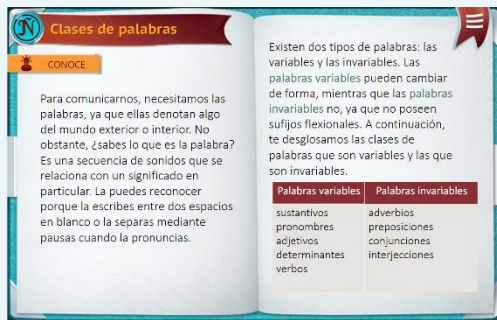 Ñ
Clases de palabras
CONOCE
Para comunicarnos, necesitamos las
palabras, ya que ellas denotan algo
del mundo exterior o interior. No
obstante, ¿sabes lo que es la palabra?
Es una secuencia de sonidos que se
relaciona con un significado en
particular. La puedes reconocer
porque la escribes entre dos espacios
en blanco o la separas mediante
pausas cuando la pronuncias.
Existen dos tipos de palabras: las
variables y las invariables. Las
palabras variables pueden cambiar
de forma, mientras que las palabras
invariables no, ya que no poseen
sufijos flexionales. A continuación,
te desglosamos las clases de
palabras que son variables y las que
son invariables.
Palabras variables Palabras invariables
sustantivos adverbios
pronombres preposiciones
adjetivos conjunciones
determinantes interjecciones
verbos